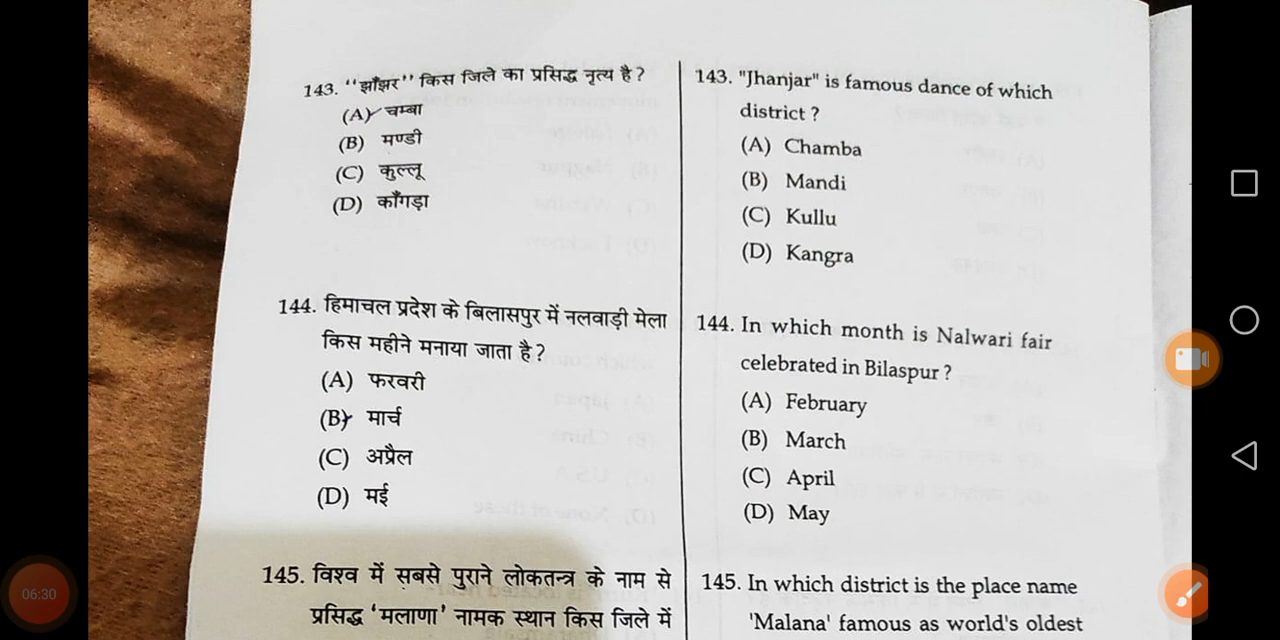 143. "झाँझर" किस जिले का प्रसिद्ध नृत्य है?
(A) चम्बा
(B) मण्डी
(C) कुल्लू
(D) काँगड़ा
144. हिमाचल प्रदेश के बिलासपुर में नलवाड़ी मेला
किस महीने मनाया जाता है?
(A) फरवरी
(B) मार्च
(C) अप्रैल
(D) मई
145. विश्व में सबसे पुराने लोकतन्त्र के नाम से
प्रसिद्ध 'मलाणा' नामक स्थान किस जिले में
143. "Jhanjar" is famous dance of which
district ?
(A) Chamba
(B) Mandi
(C) Kullu
(D) Kangra
144. In which month is Nalwari fair
celebrated in Bilaspur ?
(A) February
(B) March
(C) April
(D) May
145. In which district is the place name
'Malana' famous as world's oldest
06:30